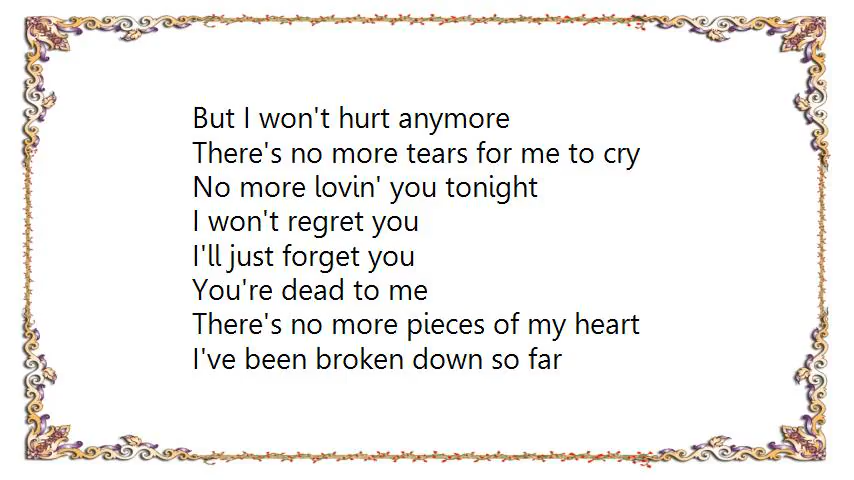 But I won't hurt anymore
There's no more tears for me to cry
No more lovin' you tonight
I won't regret you
I'll just forget you
You're dead to me
There's no more pieces of my heart
I've been broken down so far